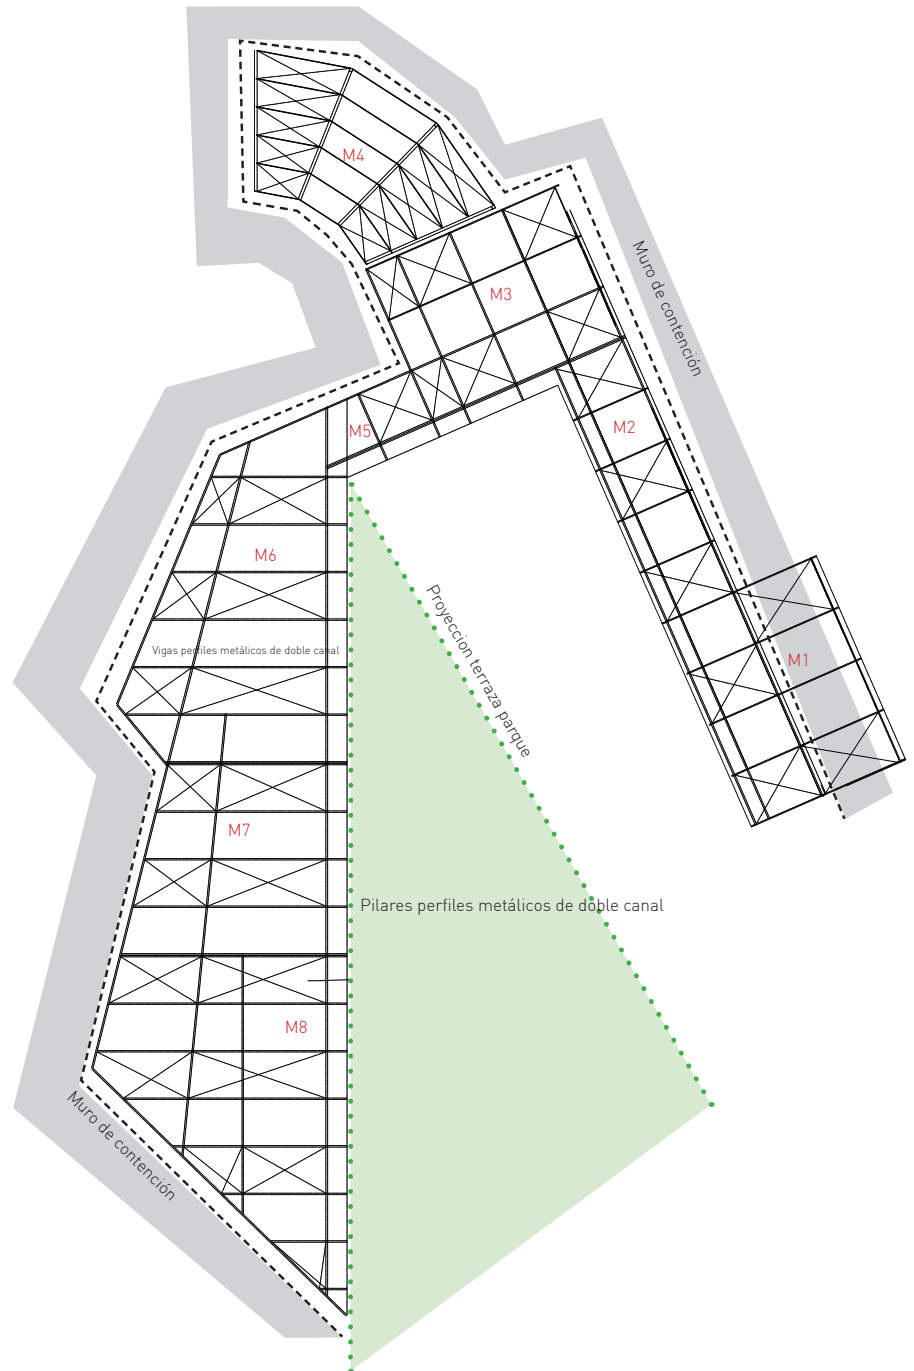 M4
Muro de contención
M3
M5
M2
M6
Proyeccion terraza parque
Vigas perfiles metálicos de doble canal
M1
M7
Pilares perfiles metálicos de doble canal
M8
Muro de contención